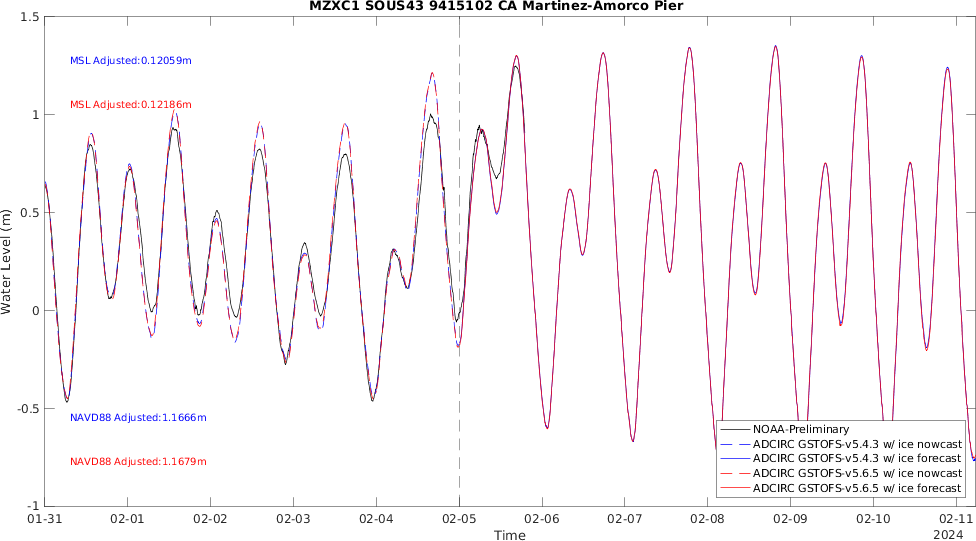 MZXC1 SOUS43 9415102 CA Martinez-Amorco Pier
1.5
MSL Adjusted:0.12059m
MSL Adjusted:0.12186m
1
0.5
Water Level (m)
0
-0.5
NAVD88 Adjusted:1.1666m
NAVD88 Adjusted:1.1679m
NOAA-Preliminary
ADCIRC GSTOFS-v5.4.3 w/ ice nowcast
ADCIRC GSTOFS-v5.4.3 w/ ice forecast
ADCIRC GSTOFS-v5.6.5 w/ ice nowcast
ADCIRC GSTOFS-v5.6.5 w/ ice forecast
-1
01-31 02-01 02-02 02-03 02-04 02-05 02-06 02-07 02-08 02-09 02-10 02-11
Time
2024